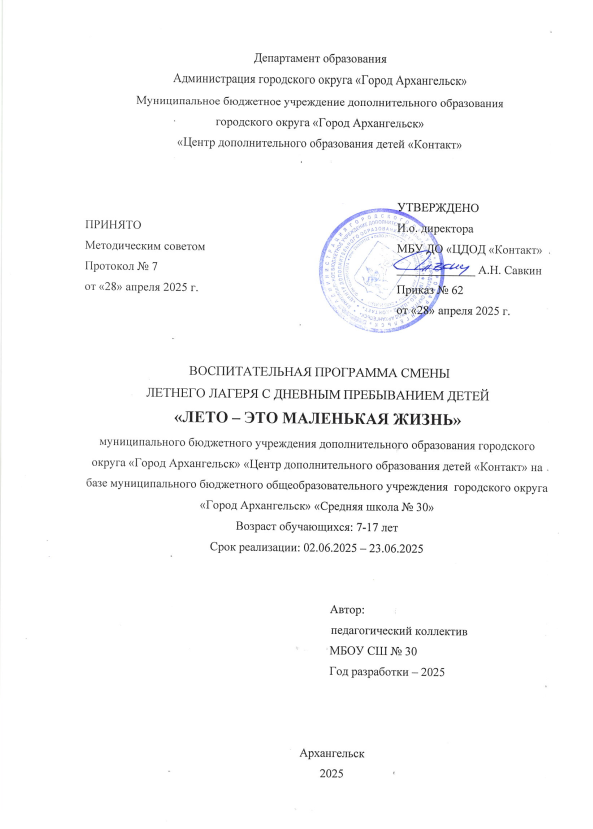 Департамент образования
Администрация городского округа «Город Архангельск»
Муниципальное бюджетное учреждение дополнительного образования
городского округа «Город Архангельск»
«Центр дополнительного образования детей «Контакт»
ПРИНЯТО
Методическим советом
Протокол № 7
от «28» апреля 2025 г.
УТВЕРЖДЕНО
И.о. директора
МБУ ДО «ЦДОД «Контакт»
А.Н. Савкин
Приказ № 62
от «28» апреля 2025 г.
ВОСПИТАТЕЛЬНАЯ ПРОГРАММА СМЕНЫ
ЛЕТНЕГО ЛАГЕРЯ С ДНЕВНЫМ ПРЕБЫВАНИЕМ ДЕТЕЙ
«ЛЕТО – ЭТО МАЛЕНЬКАЯ ЖИЗНЬ»
муниципального бюджетного учреждения дополнительного образования городского
округа «Город Архангельск» «Центр дополнительного образования детей «Контакт» на
базе муниципального бюджетного общеобразовательного учреждения городского округа
«Город Архангельск» «Средняя школа № 30»
Возраст обучающихся: 7-17 лет
Срок реализации: 02.06.2025 – 23.06.2025
Автор:
педагогический коллектив
МБОУ СШ № 30
Год разработки – 2025
Архангельск
2025